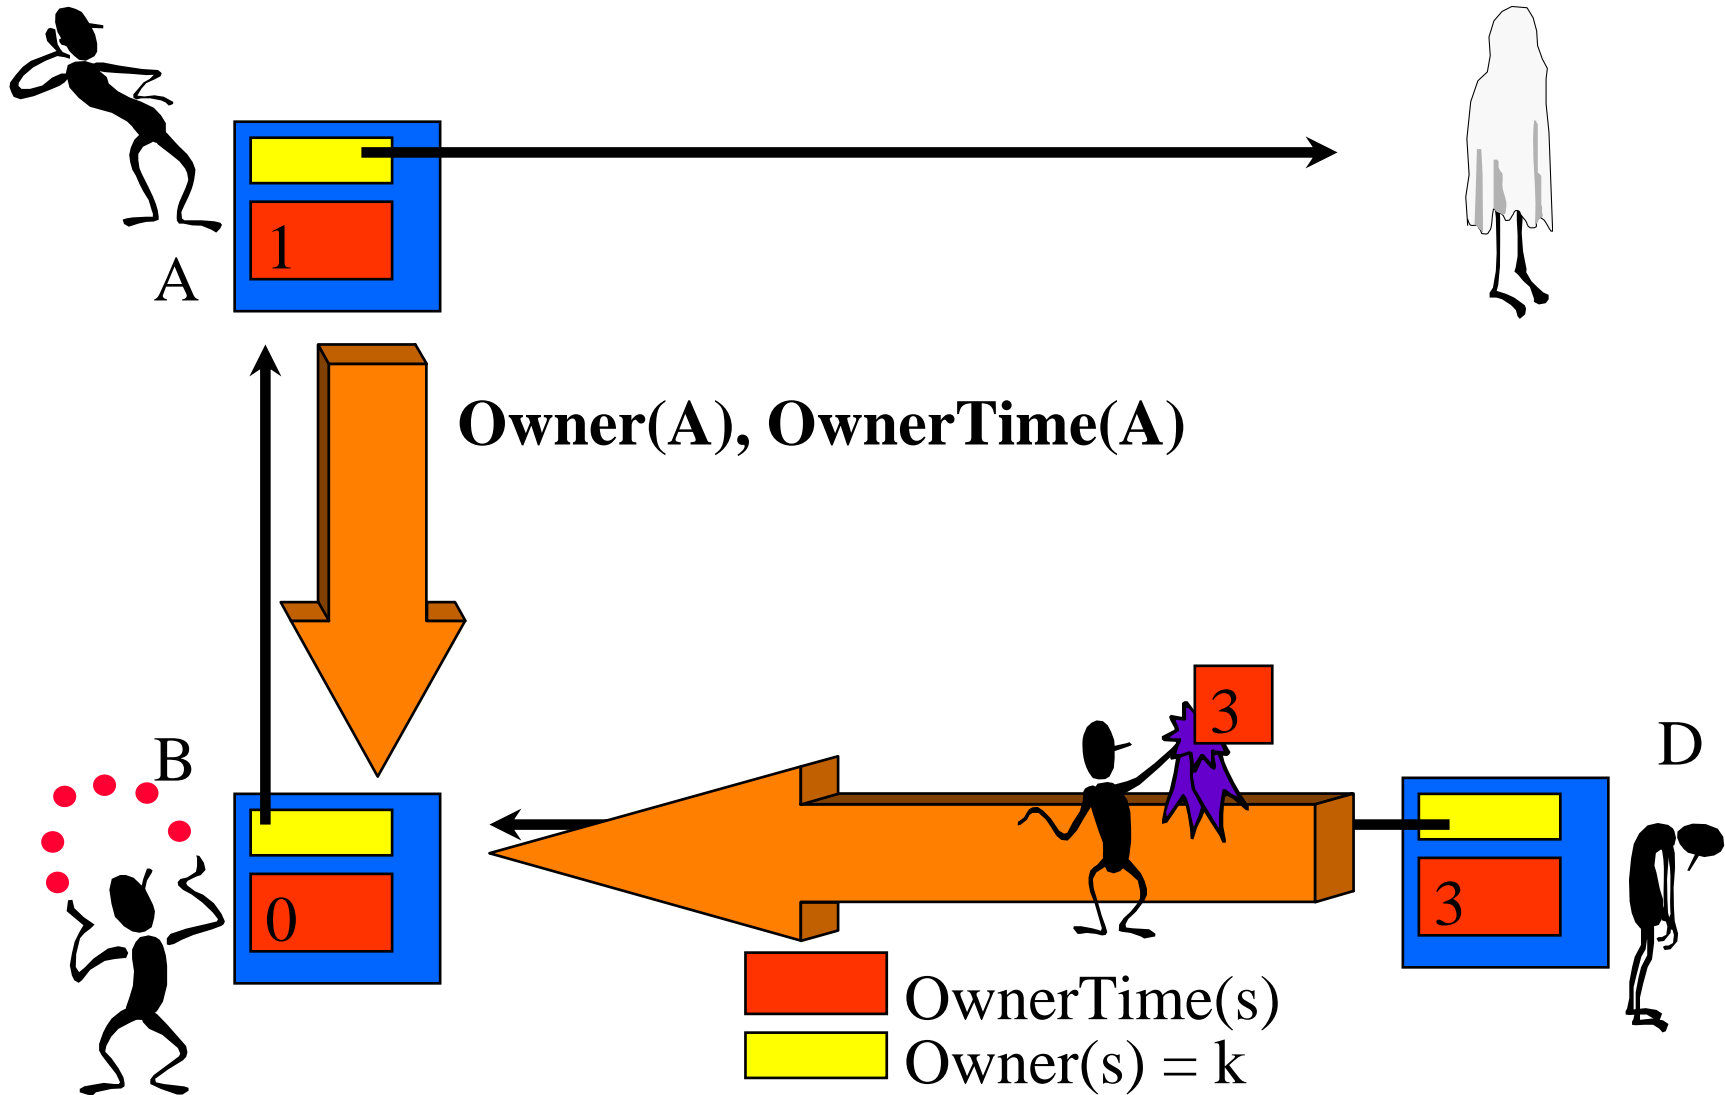 1
A
Owner(A), OwnerTime(A)
3
B
D
0
3
OwnerTime(s)
Owner(s) = k